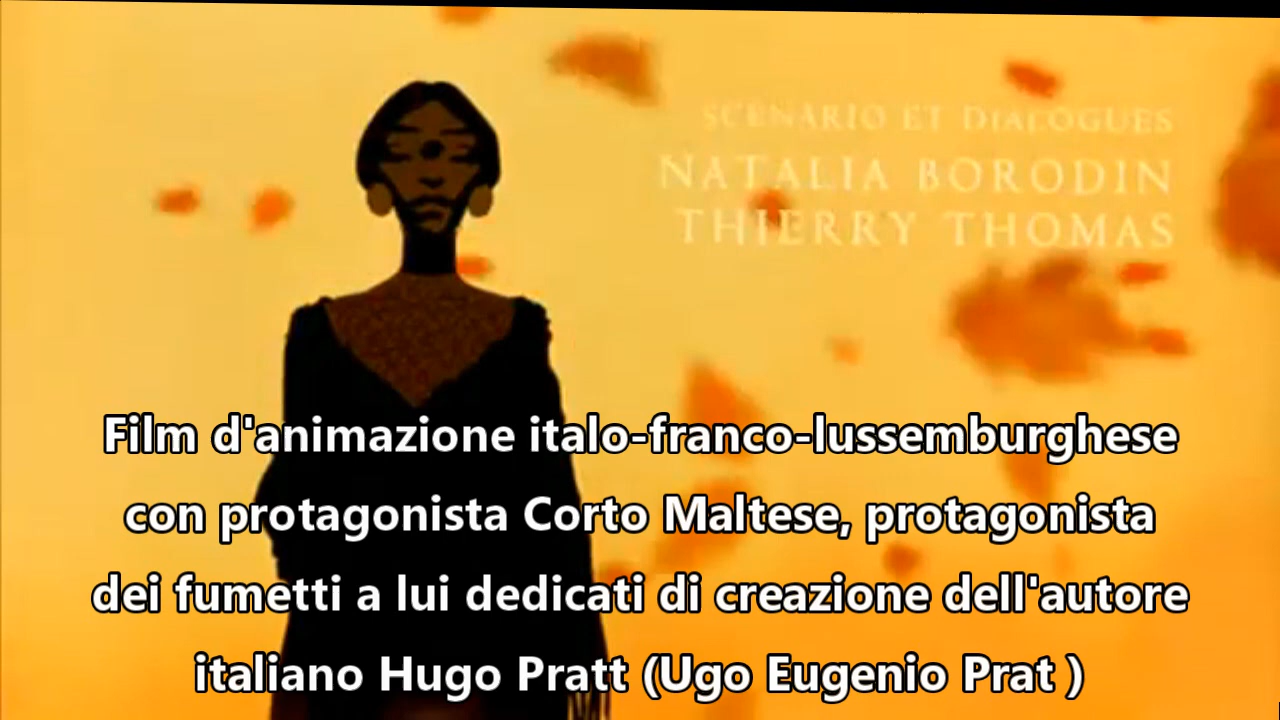 SCENARIO ET DIALOGUES
NATALIA BORODIN
THIERRY THOMAS
Film d'animazione italo-franco-lussemburghese
con protagonista Corto Maltese, protagonista
dei fumetti a lui dedicati di creazione dell'autore
italiano Hugo Pratt (Ugo Eugenio Prat )